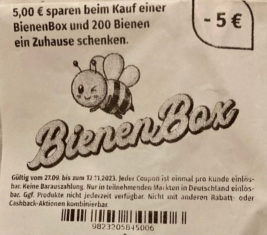 5,00 € sparen beim Kauf einer
BienenBox und 200 Bienen
ein Zuhause schenken.
- 5 €
BienenBox
Gültig vom 27.09. bis zum 12.11.2023. Jeder Coupon ist einmal pro Kunde einlös-
bar. Keine Barauszahlung. Nur in teilnehmenden Märkten in Deutschland einlös-
bar. Ggf. Produkte nicht jederzeit verfügbar. Nicht mit anderen Rabatt- oder
Cashback-Aktionen kombinierbar.
9823205845006